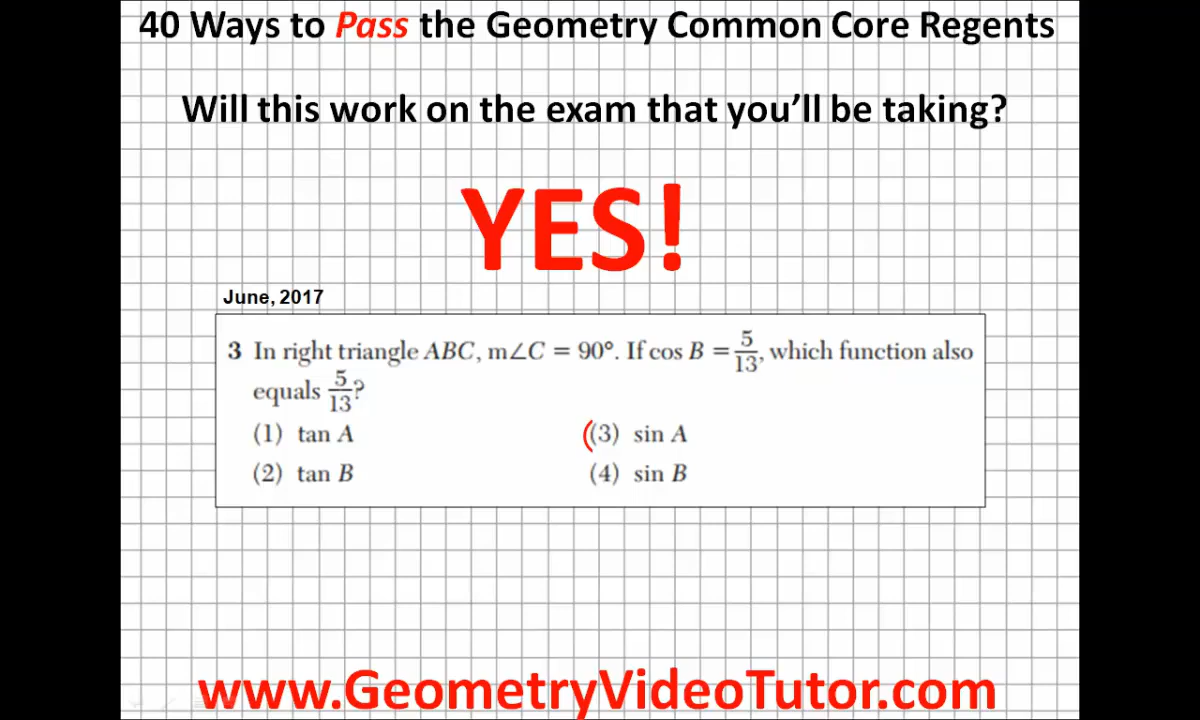 40 Ways to Pass the Geometry Common Core Regents
Will this work on the exam that you'll be taking?
YES!
June, 2017
3 In right triangle ABC, m∠C = 90°. If cos B = 5/13, which function also
equals 5/13?
(1) tan A
(3) sin A
(2) tan B
(4) sin B
www.GeometryVideoTutor.com